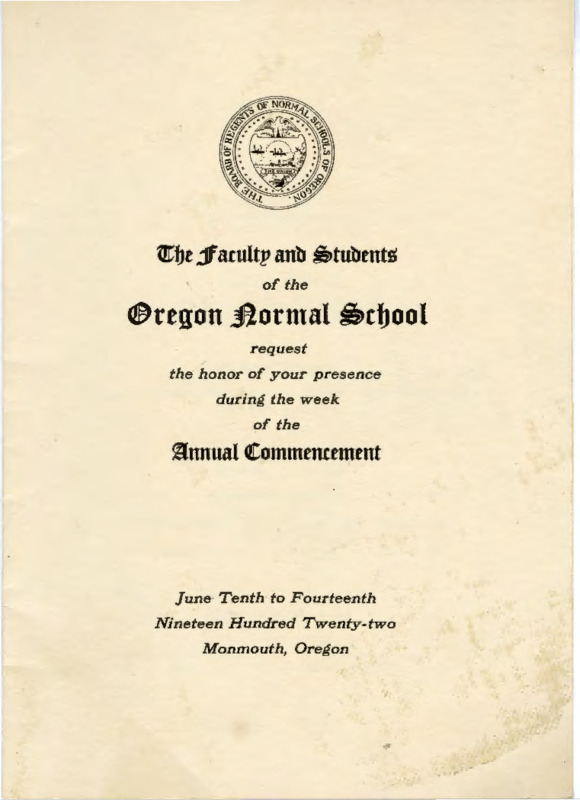 THE BOARD OF REGENTS OF NORMAL SCHOOLS OF OREGON.
THE UNION
The Faculty and Students
of the
Oregon Normal School
request
the honor of your presence
during the week
of the
Annual Commencement
June Tenth to Fourteenth
Nineteen Hundred Twenty-two
Monmouth, Oregon